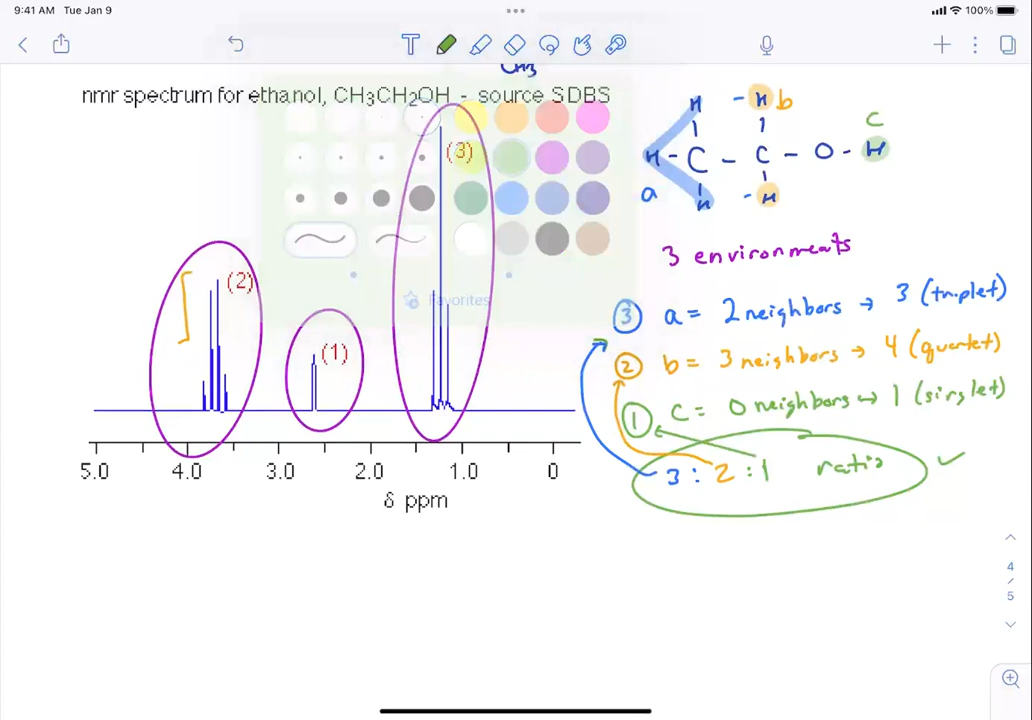 9:41 AM Tue Jan 9
100%
CH3
nmr spectrum for ethanol, CH3CH2OH - source SDBS
(3)
(2)
(1)
Favorites
5.0 4.0 3.0 2.0 1.0 0
δ ppm
H - H b
C
H - C - C - O - H
a H - H
3 environments
3 a = 2 neighbors → 3 (triplet)
2 b = 3 neighbors → 4 (quartet)
1 C = 0 neighbors → 1 (singlet)
3 : 2 : 1 ratio ✓
4
/
5